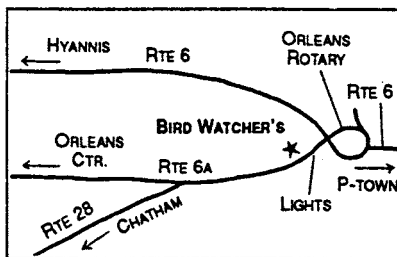 HYANNIS
RTE 6
ORLEANS
ROTARY
RTE 6
ORLEANS
CTR.
BIRD WATCHER'S
RTE 6A
P-TOWN
LIGHTS
RTE 28
CHATHAM